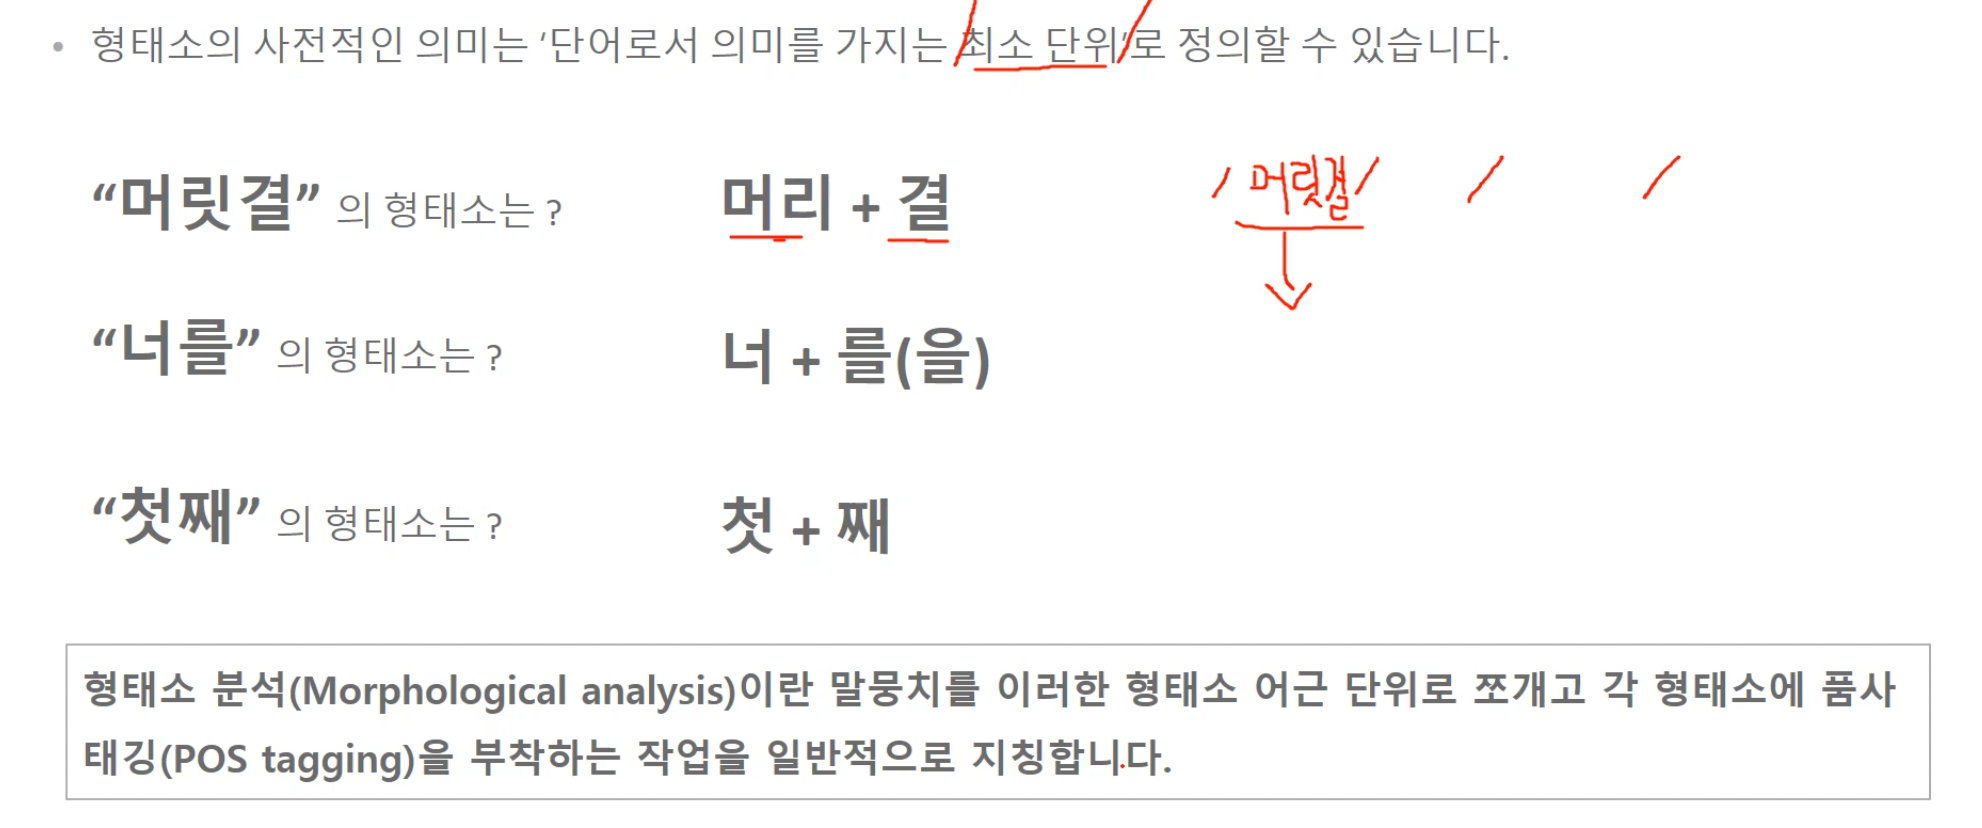 • 형태소의 사전적인 의미는 ‘단어로서 의미를 가지는 최소 단위’로 정의할 수 있습니다.
“머릿결” 의 형태소는 ? 머리 + 결 머릿결
“너를” 의 형태소는 ? 너 + 를(을)
“첫째” 의 형태소는 ? 첫 + 째
형태소 분석(Morphological analysis)이란 말뭉치를 이러한 형태소 어근 단위로 쪼개고 각 형태소에 품사
태깅(POS tagging)을 부착하는 작업을 일반적으로 지칭합니다.